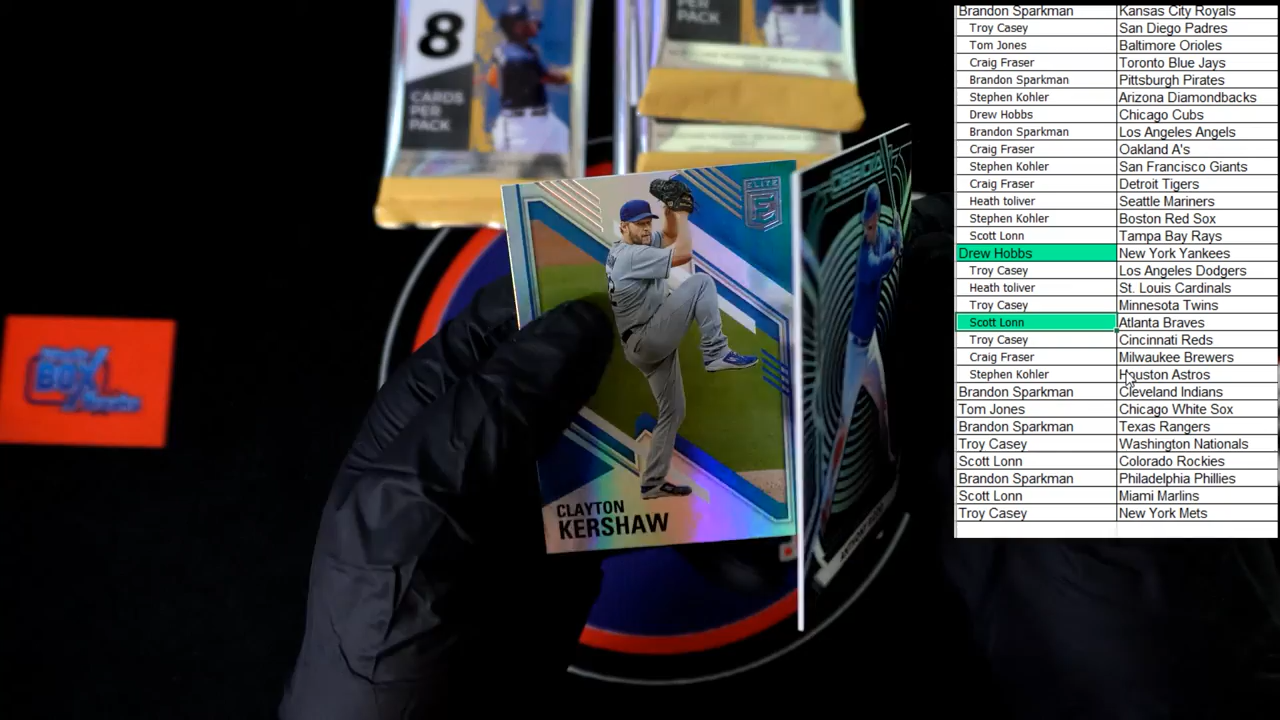 8
CARDS
PER
PACK
PER
PACK
ELITE
E
OBSIDIAN
CLAYTON
KERSHAW
BOX
Brandon Sparkman Kansas City Royals
Troy Casey San Diego Padres
Tom Jones Baltimore Orioles
Craig Fraser Toronto Blue Jays
Brandon Sparkman Pittsburgh Pirates
Stephen Kohler Arizona Diamondbacks
Drew Hobbs Chicago Cubs
Brandon Sparkman Los Angeles Angels
Craig Fraser Oakland A's
Stephen Kohler San Francisco Giants
Craig Fraser Detroit Tigers
Heath toliver Seattle Mariners
Stephen Kohler Boston Red Sox
Scott Lonn Tampa Bay Rays
Drew Hobbs New York Yankees
Troy Casey Los Angeles Dodgers
Heath toliver St. Louis Cardinals
Troy Casey Minnesota Twins
Scott Lonn Atlanta Braves
Troy Casey Cincinnati Reds
Craig Fraser Milwaukee Brewers
Stephen Kohler Houston Astros
Brandon Sparkman Cleveland Indians
Tom Jones Chicago White Sox
Brandon Sparkman Texas Rangers
Troy Casey Washington Nationals
Scott Lonn Colorado Rockies
Brandon Sparkman Philadelphia Phillies
Scott Lonn Miami Marlins
Troy Casey New York Mets